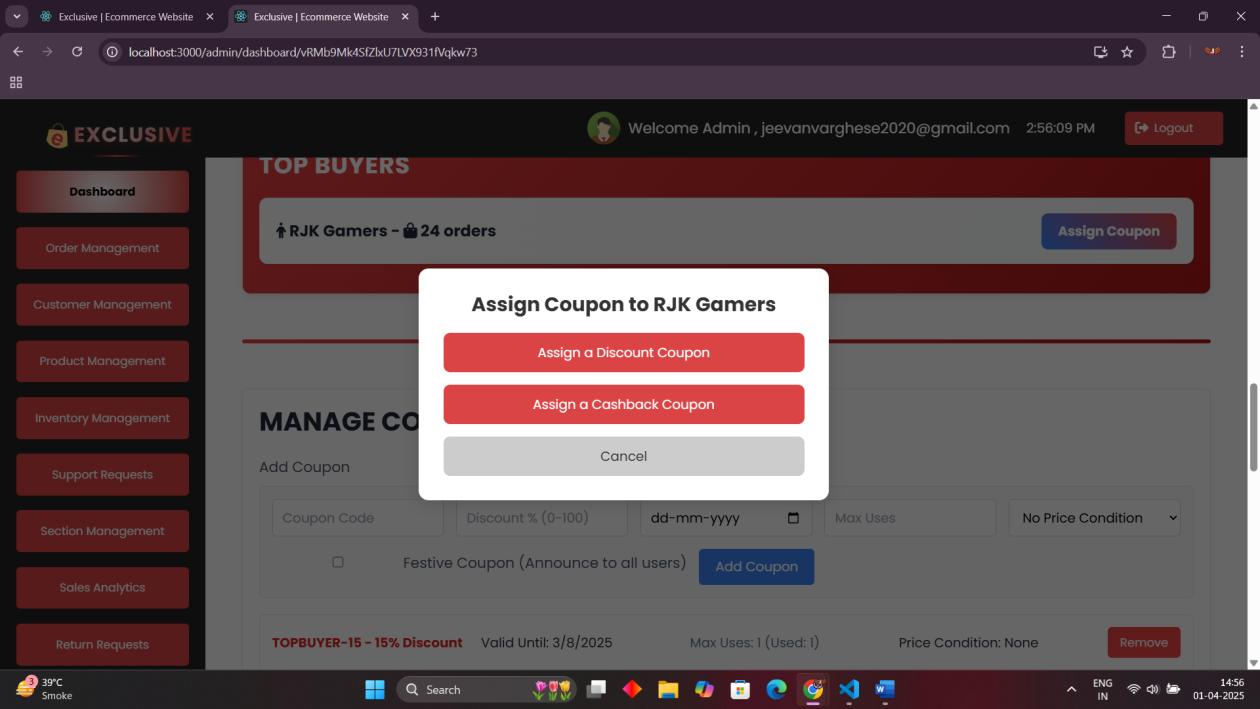 Exclusive | Ecommerce Website
Exclusive | Ecommerce Website
localhost:3000/admin/dashboard/vRMb9Mk4SfZlxU7LVX931fVqkw73
EXCLUSIVE
Welcome Admin , jeevanvarghese2020@gmail.com
2:56:09 PM
Logout
Dashboard
Order Management
Customer Management
Product Management
Inventory Management
Support Requests
Section Management
Sales Analytics
Return Requests
TOP BUYERS
RJK Gamers - 24 orders
Assign Coupon
Assign Coupon to RJK Gamers
Assign a Discount Coupon
Assign a Cashback Coupon
Cancel
MANAGE CO
Add Coupon
Coupon Code
Discount % (0-100)
dd-mm-yyyy
Max Uses
No Price Condition
Festive Coupon (Announce to all users)
Add Coupon
TOPBUYER-15 - 15% Discount
Valid Until: 3/8/2025
Max Uses: 1 (Used: 1)
Price Condition: None
Remove
3
39°C
Smoke
Search
ENG
IN
14:56
01-04-2025